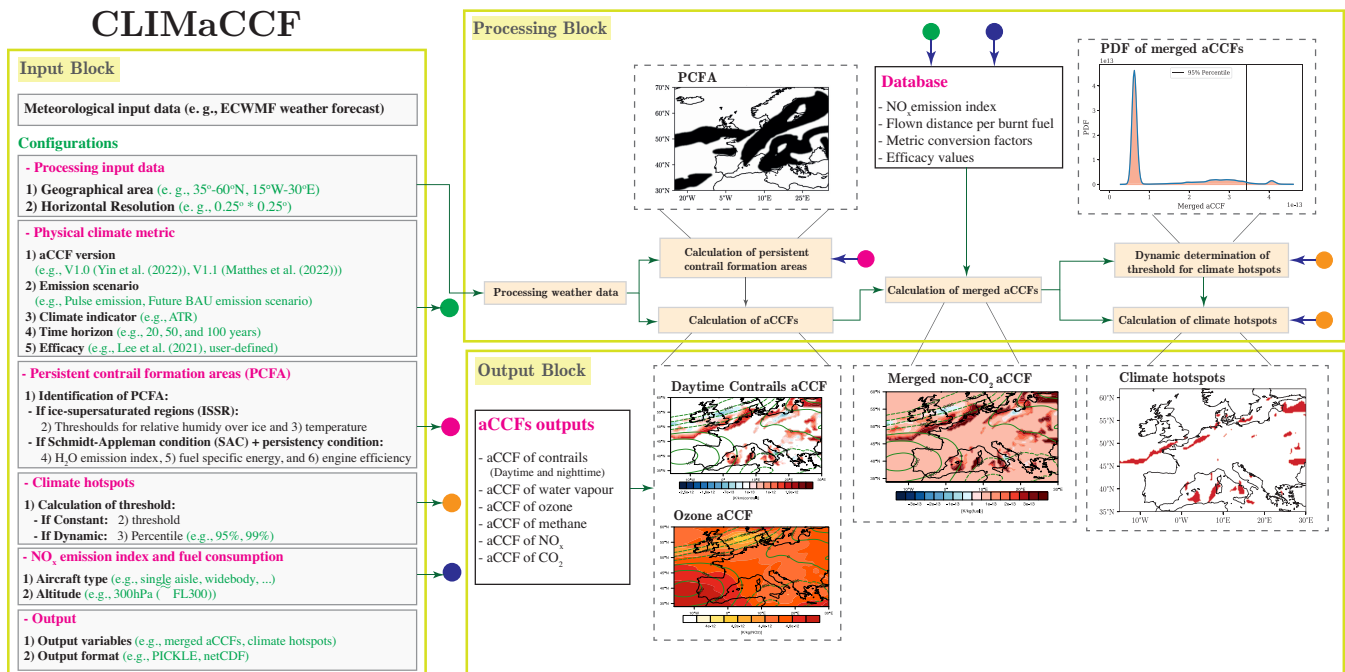 CLIMaCCF
Input Block
Meteorological input data (e. g., ECWMF weather forecast)
Configurations
- Processing input data
1) Geographical area (e. g., 35°-60°N, 15°W-30°E)
2) Horizontal Resolution (e. g., 0.25° * 0.25°)
- Physical climate metric
1) aCCF version
(e.g., V1.0 (Yin et al. (2022)), V1.1 (Matthes et al. (2022)))
2) Emission scenario
(e.g., Pulse emission, Future BAU emission scenario)
3) Climate indicator (e.g., ATR)
4) Time horizon (e.g., 20, 50, and 100 years)
5) Efficacy (e.g., Lee et al. (2021), user-defined)
- Persistent contrail formation areas (PCFA)
1) Identification of PCFA:
- If ice-supersaturated regions (ISSR):
2) Threshoulds for relative humidy over ice and 3) temperature
- If Schmidt-Appleman condition (SAC) + persistency condition:
4) H2O emission index, 5) fuel specific energy, and 6) engine efficiency
- Climate hotspots
1) Calculation of threshold:
- If Constant: 2) threshold
- If Dynamic: 3) Percentile (e.g., 95%, 99%)
- NOx emission index and fuel consumption
1) Aircraft type (e.g., single aisle, widebody, ...)
2) Altitude (e.g., 300hPa (~ FL300))
- Output
1) Output variables (e.g., merged aCCFs, climate hotspots)
2) Output format (e.g., PICKLE, netCDF)
Processing Block
PCFA
70°N
60°N
50°N
40°N
30°N
20°W 5°W 10°E 25°E
Database
- NOx emission index
- Flown distance per burnt fuel
- Metric conversion factors
- Efficacy values
PDF of merged aCCFs
1e13
95% Percentile
PDF
4
3
2
1
0
0 1 2 3 4
Merged aCCF
1e-13
Processing weather data
Calculation of persistent
contrail formation areas
Calculation of aCCFs
Calculation of merged aCCFs
Dynamic determination of
threshold for climate hotspots
Calculation of climate hotspots
Output Block
aCCFs outputs
- aCCF of contrails
(Daytime and nighttime)
- aCCF of water vapour
- aCCF of ozone
- aCCF of methane
- aCCF of NOx
- aCCF of CO2
Daytime Contrails aCCF
Ozone aCCF
Merged non-CO2 aCCF
Climate hotspots
60°N
55°N
50°N
45°N
40°N
35°N
10°W 0°W 10°E 20°E 30°E